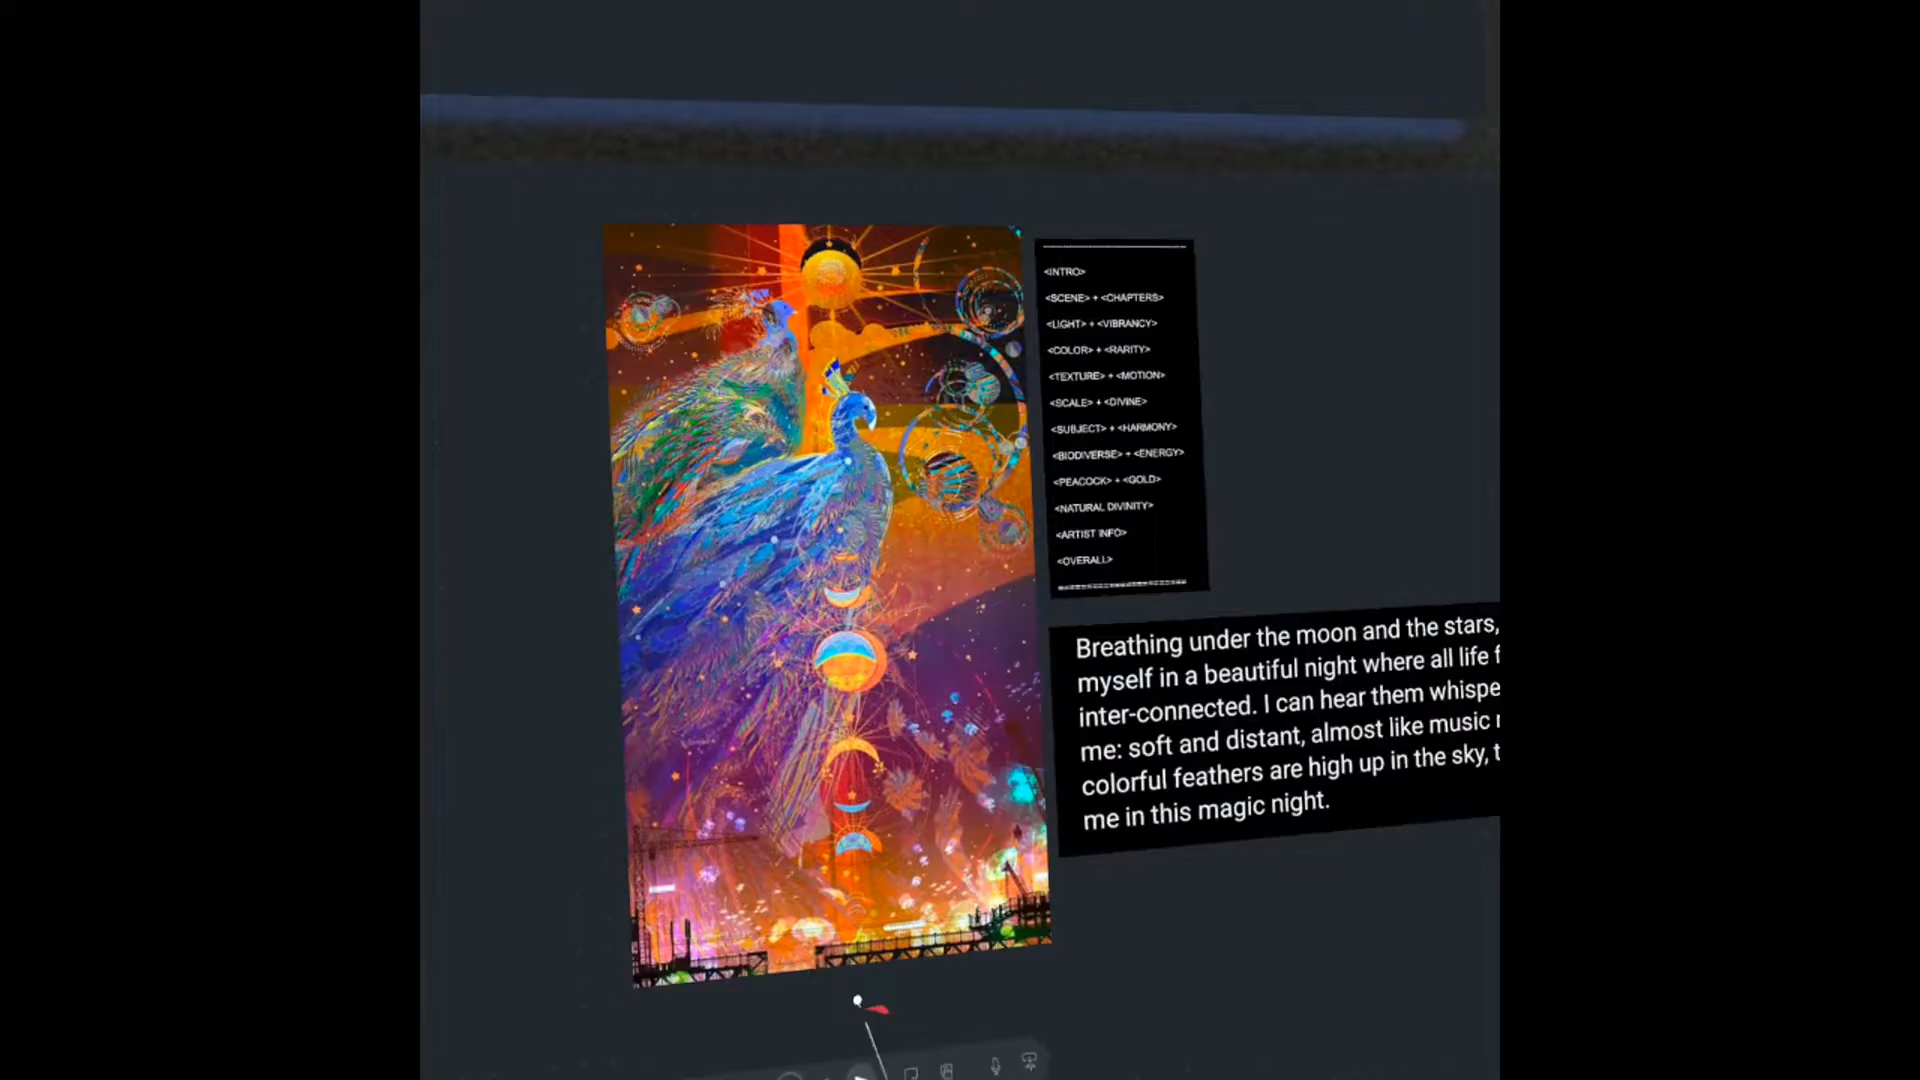 <INTRO>
<SCENE> + <CHAPTERS>
<LIGHT> + <VIBRANCY>
<COLOR> + <RARITY>
<TEXTURE> + <MOTION>
<SCALE> + <DIVINE>
<SUBJECT> + <HARMONY>
<BIODIVERSE> + <ENERGY>
<PEACOCK> + <GOLD>
<NATURAL DIVINITY>
<ARTIST INFO>
<OVERALL>
Breathing under the moon and the stars,
myself in a beautiful night where all life
inter-connected. I can hear them
me: soft and distant, almost like music
colorful feathers are high up in the sky,
me in this magic night.